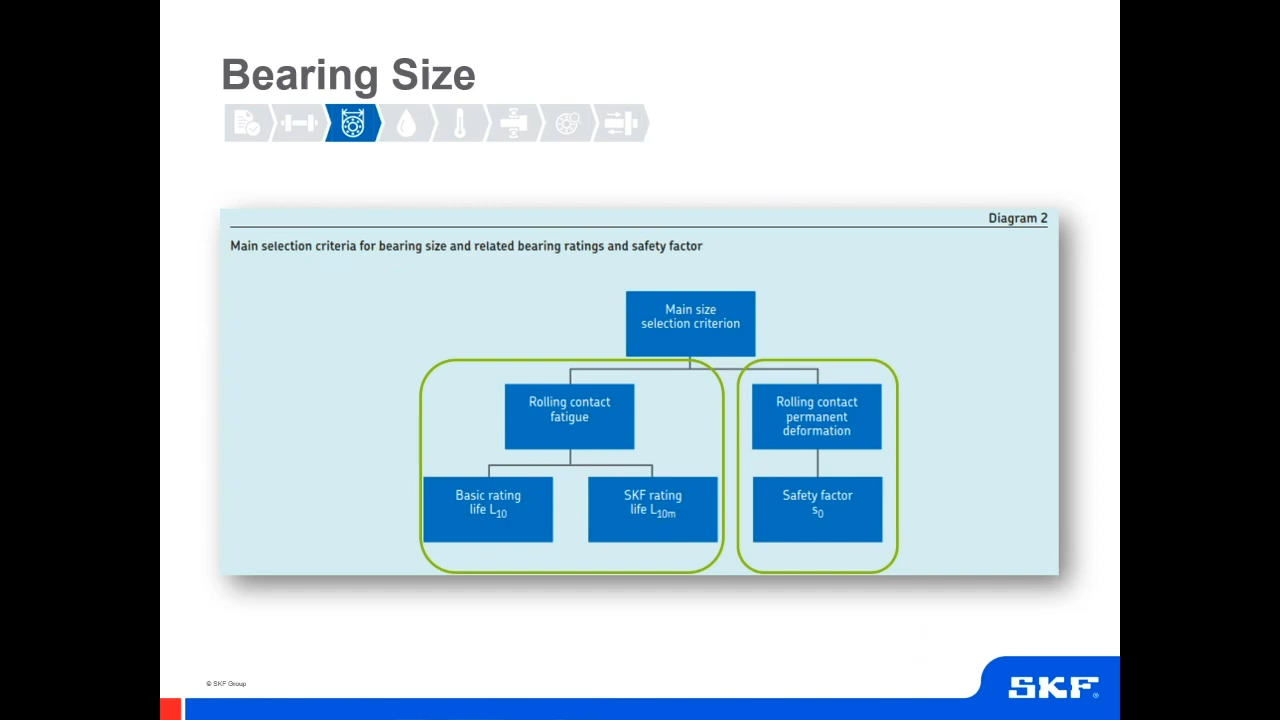 Bearing Size
Diagram 2
Main selection criteria for bearing size and related bearing ratings and safety factor
Main size
selection criterion
Rolling contact
fatigue
Rolling contact
permanent
deformation
Basic rating
life L10
SKF rating
life L10m
Safety factor
s0
© SKF Group
SKF®